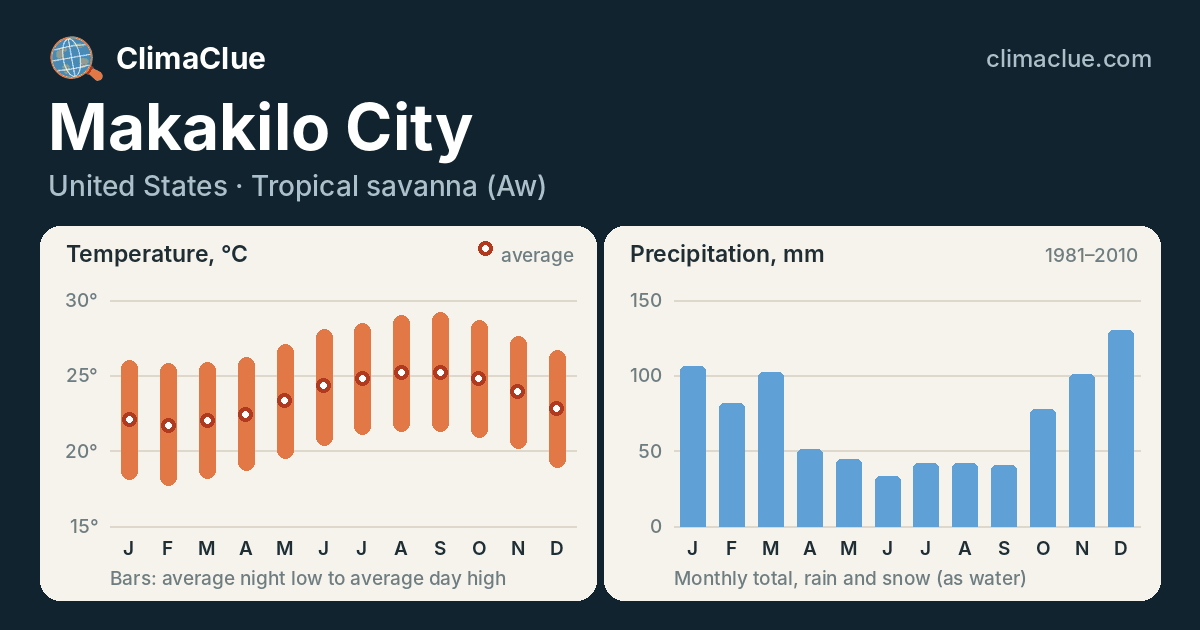 ClimaClue
climaclue.com
Makakilo City
United States · Tropical savanna (Aw)
Temperature, °C
average
30°
25°
20°
15°
J F M A M J J A S O N D
Bars: average night low to average day high
Precipitation, mm
1981–2010
150
100
50
0
J F M A M J J A S O N D
Monthly total, rain and snow (as water)